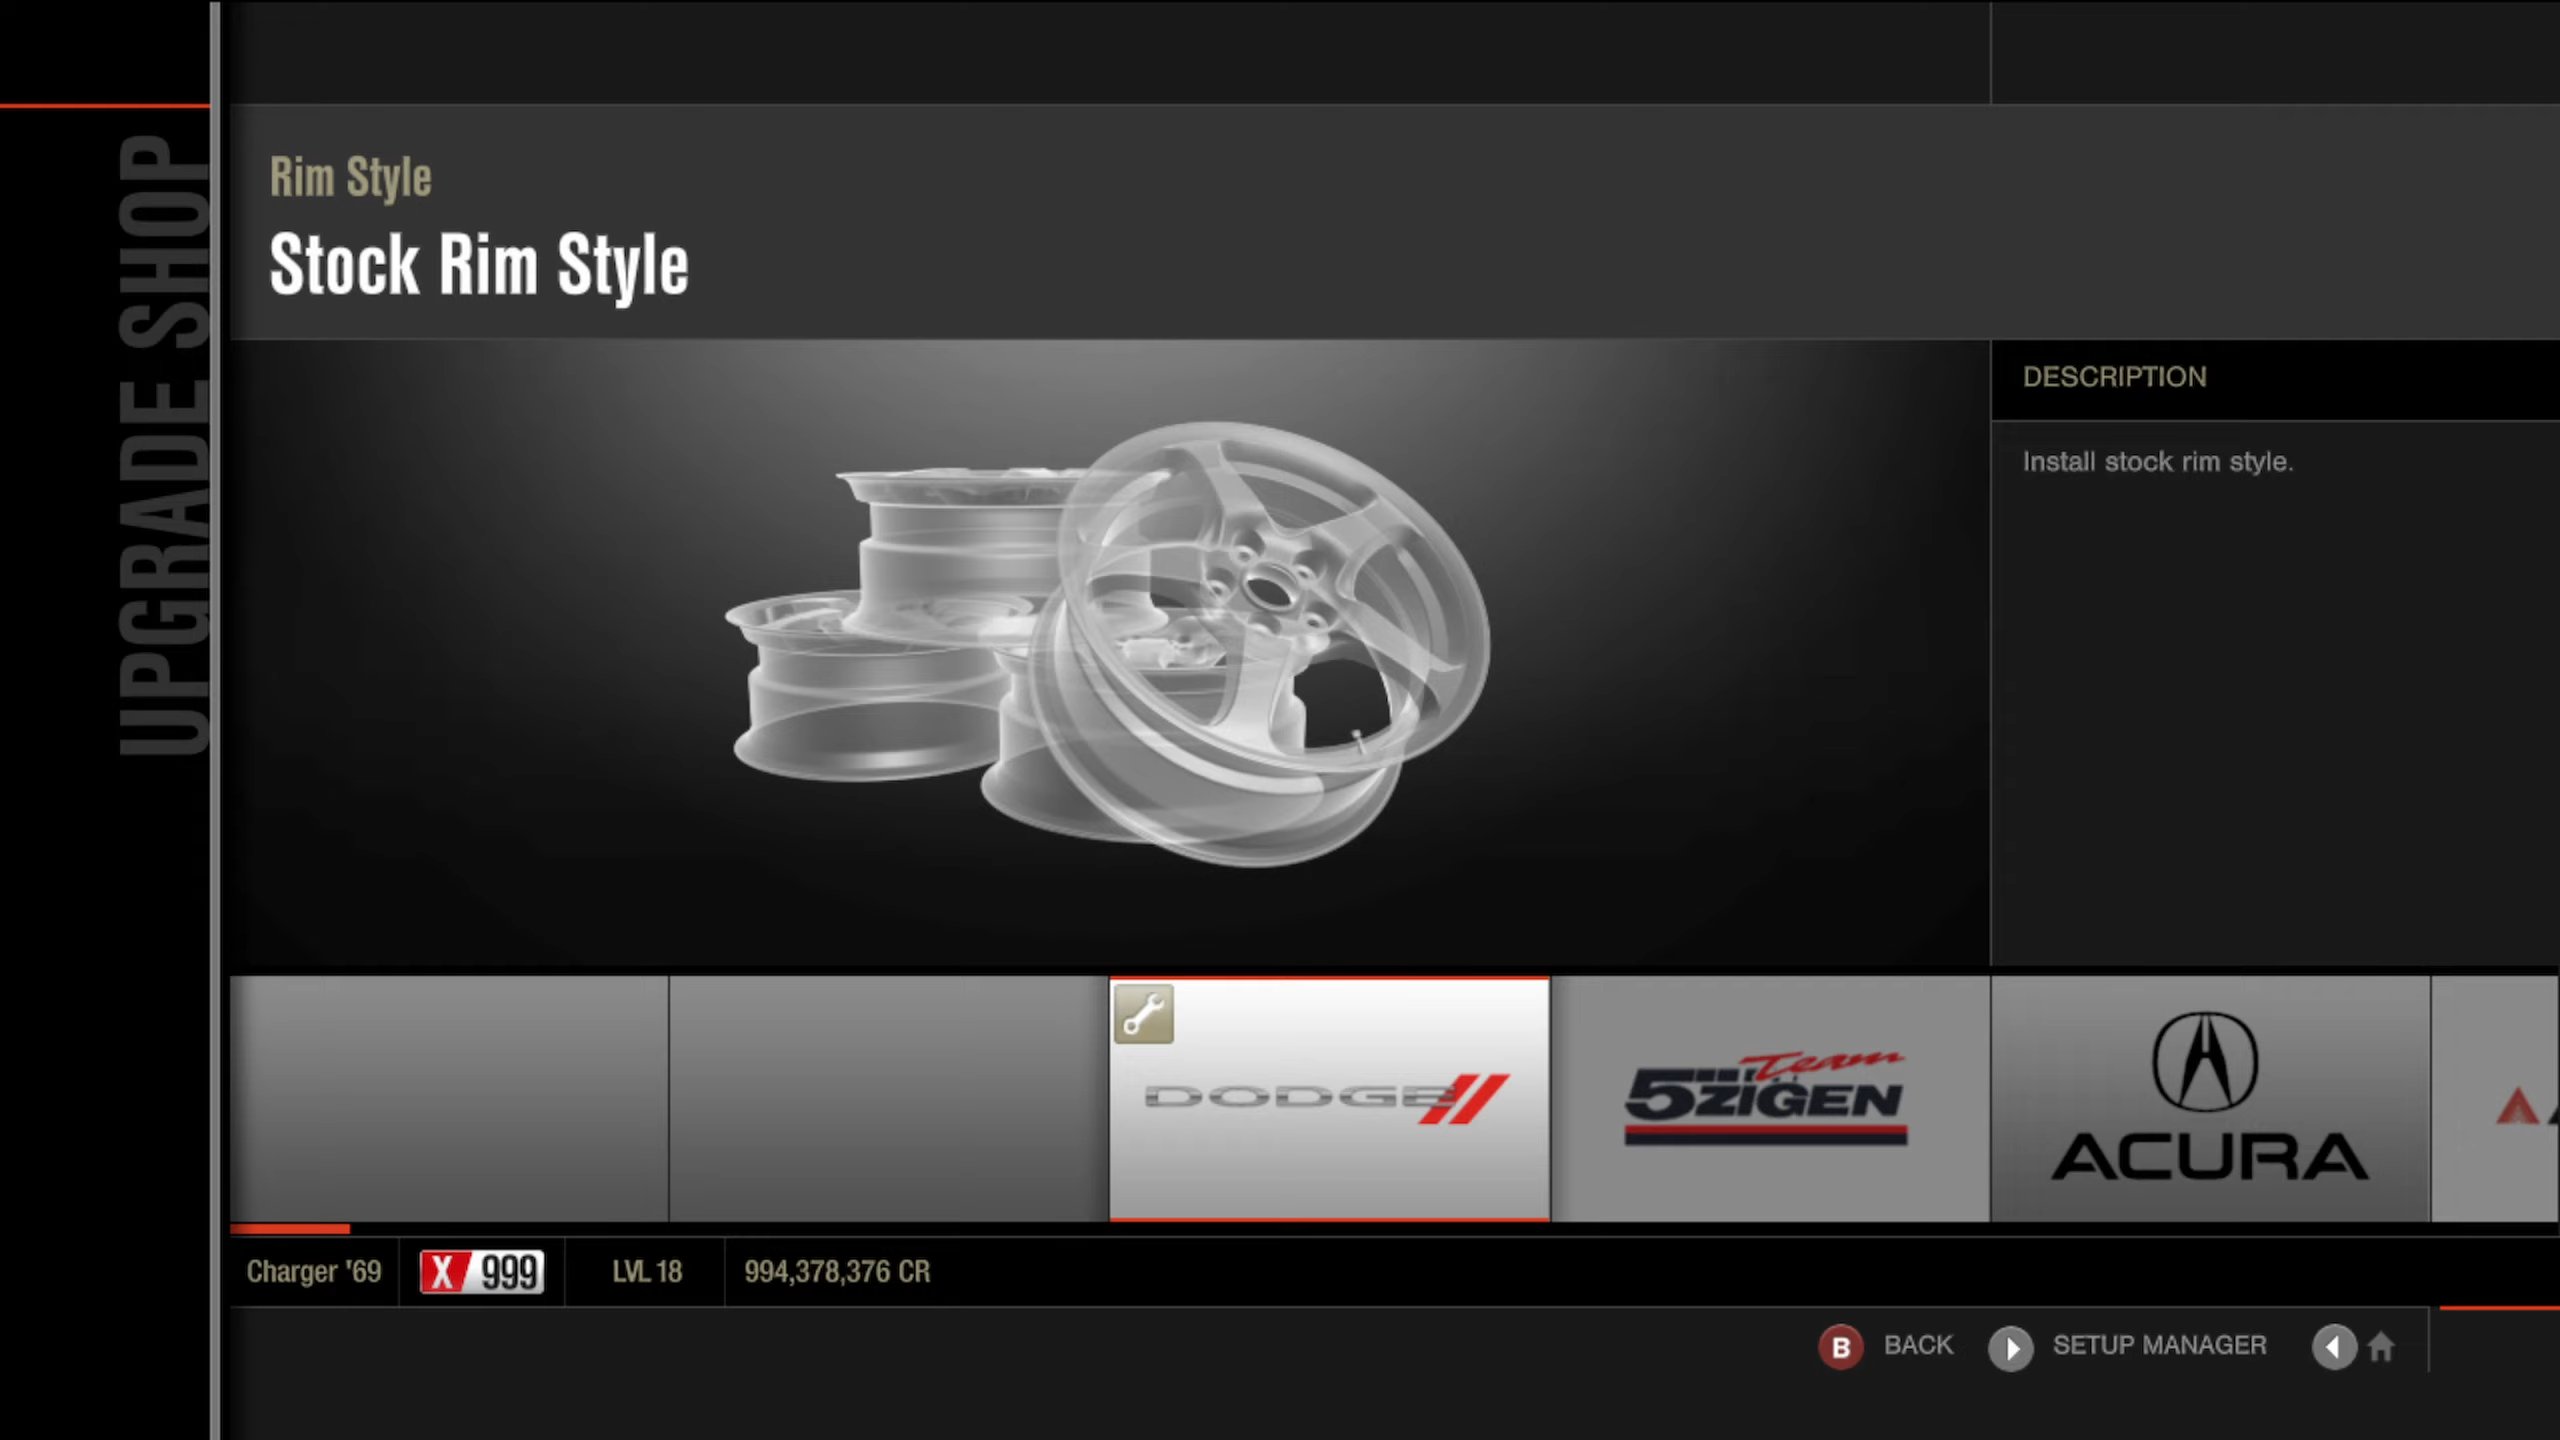 UPGRADE SHOP
Rim Style
Stock Rim Style
DESCRIPTION
Install stock rim style.
DODGE
Team
5ZIGEN
ACURA
Charger '69
X 999
LVL 18
994,378,376 CR
B BACK
SETUP MANAGER